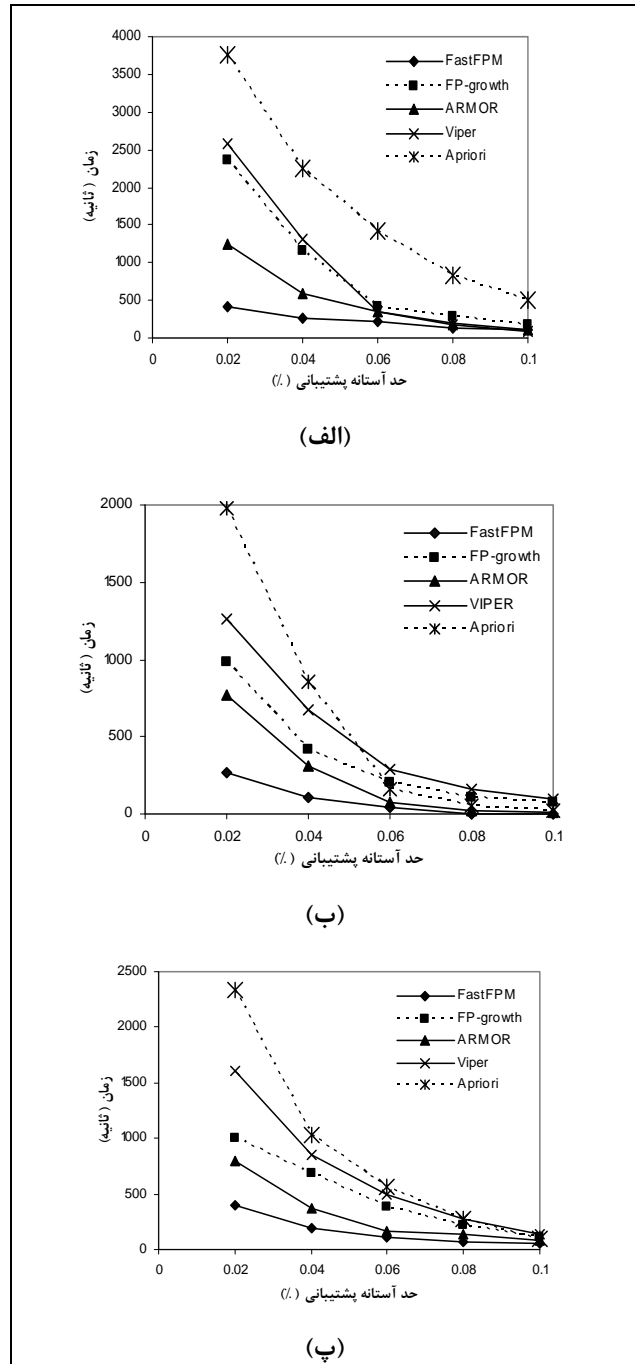 4000
3500
3000
2500
2000
1500
1000
500
0
زمان ( ثانیه)
FastFPM
FP-growth
ARMOR
Viper
Apriori
0 0.02 0.04 0.06 0.08 0.1
حد آستانه پشتیبانی (٪)
(الف)
2000
1500
1000
500
0
زمان ( ثانیه)
FastFPM
FP-growth
ARMOR
VIPER
Apriori
0 0.02 0.04 0.06 0.08 0.1
حد آستانه پشتیبانی (٪)
(ب)
2500
2000
1500
1000
500
0
زمان ( ثانیه)
FastFPM
FP-growth
ARMOR
Viper
Apriori
0 0.02 0.04 0.06 0.08 0.1
حد آستانه پشتیبانی (٪)
(پ)